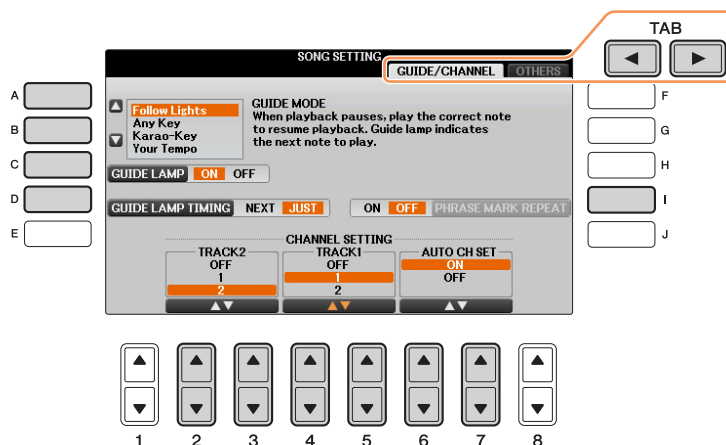 TAB
SONG SETTING
GUIDE/CHANNEL OTHERS
A
B
C
D
E
F
G
H
I
J
Follow Lights
Any Key
Karao-Key
Your Tempo
GUIDE MODE
When playback pauses, play the correct note
to resume playback. Guide lamp indicates
the next note to play.
GUIDE LAMP ON OFF
GUIDE LAMP TIMING NEXT JUST ON OFF PHRASE MARK REPEAT
CHANNEL SETTING
TRACK2
OFF
1
2
TRACK1
OFF
1
2
AUTO CH SET
ON
OFF
1 2 3 4 5 6 7 8